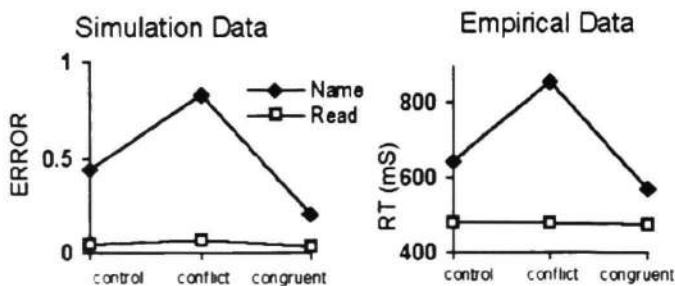 Simulation Data
1
0.5
0
ERROR
Name
Read
control
conflict
congruent
Empirical Data
800
600
400
RT (mS)
control
conflict
congruent